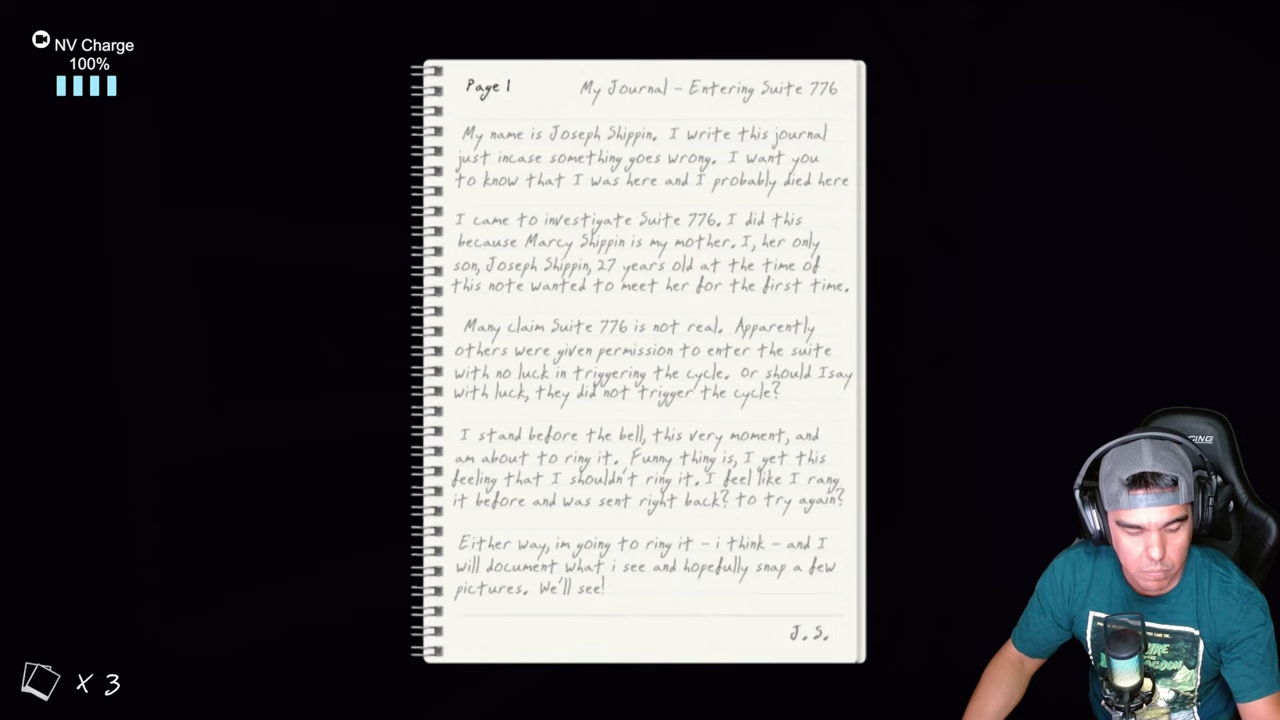 NV Charge
100%
Page 1
My Journal - Entering Suite 776
My name is Joseph Shippin. I write this journal
just incase something goes wrong. I want you
to know that I was here and I probably died here
I came to investigate Suite 776. I did this
because Marcy Shippin is my mother. I, her only
son, Joseph Shippin, 27 years old at the time of
this note wanted to meet her for the first time.
Many claim Suite 776 is not real. Apparently
others were given permission to enter the suite
with no luck in triggering the cycle. Or should I say
with luck, they did not trigger the cycle?
I stand before the bell, this very moment, and
am about to ring it. Funny thing is, I get this
feeling that I shouldn't ring it. I feel like I rang
it before and was sent right back? to try again?
Either way, im going to ring it - i think - and I
will document what i see and hopefully snap a few
pictures. We'll see!
J.S.
X 3